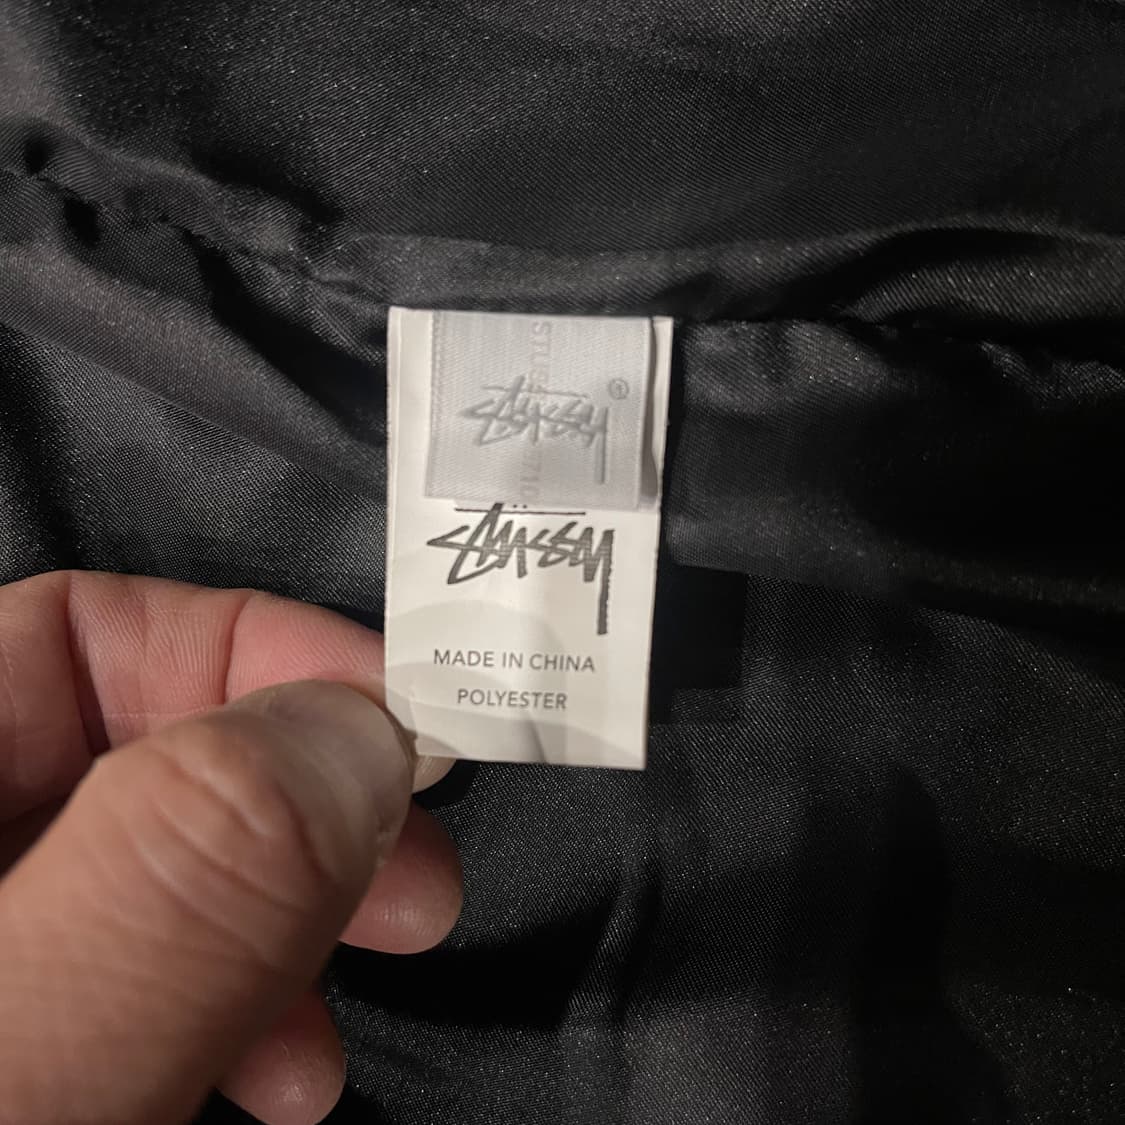 STÜSSY
®
STÜSSY
MADE IN CHINA
POLYESTER